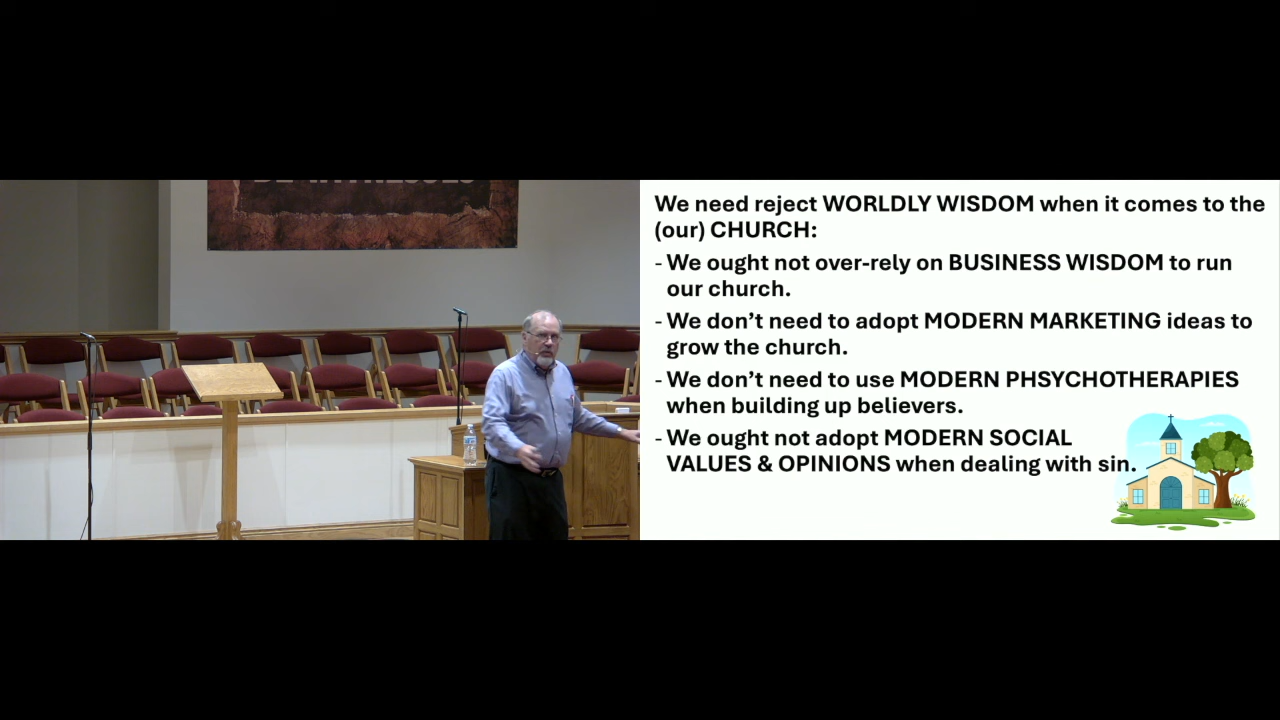 We need reject WORLDLY WISDOM when it comes to the
(our) CHURCH:
- We ought not over-rely on BUSINESS WISDOM to run
our church.
- We don’t need to adopt MODERN MARKETING ideas to
grow the church.
- We don’t need to use MODERN PHSYCHOTHERAPIES
when building up believers.
- We ought not adopt MODERN SOCIAL
VALUES & OPINIONS when dealing with sin.